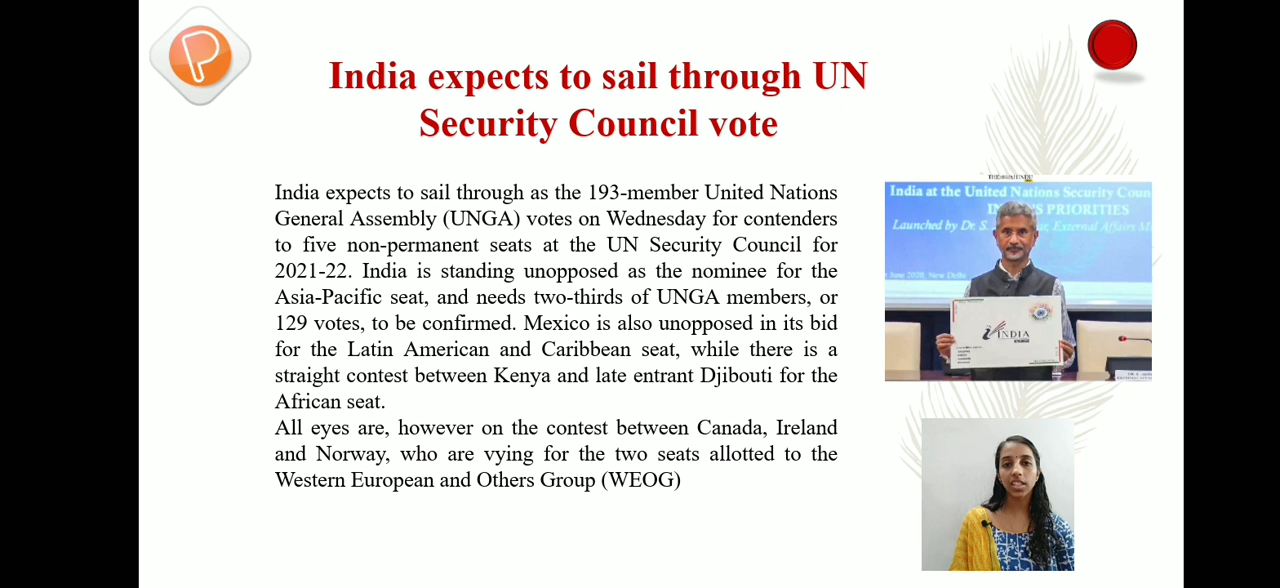 India expects to sail through UN
Security Council vote
India expects to sail through as the 193-member United Nations
General Assembly (UNGA) votes on Wednesday for contenders
to five non-permanent seats at the UN Security Council for
2021-22. India is standing unopposed as the nominee for the
Asia-Pacific seat, and needs two-thirds of UNGA members, or
129 votes, to be confirmed. Mexico is also unopposed in its bid
for the Latin American and Caribbean seat, while there is a
straight contest between Kenya and late entrant Djibouti for the
African seat.
All eyes are, however on the contest between Canada, Ireland
and Norway, who are vying for the two seats allotted to the
Western European and Others Group (WEOG)
India at the United Nations Security Coun
PRIORITIES
Launched by Dr. S. External Affairs M
June 2020, New Delhi
INDIA